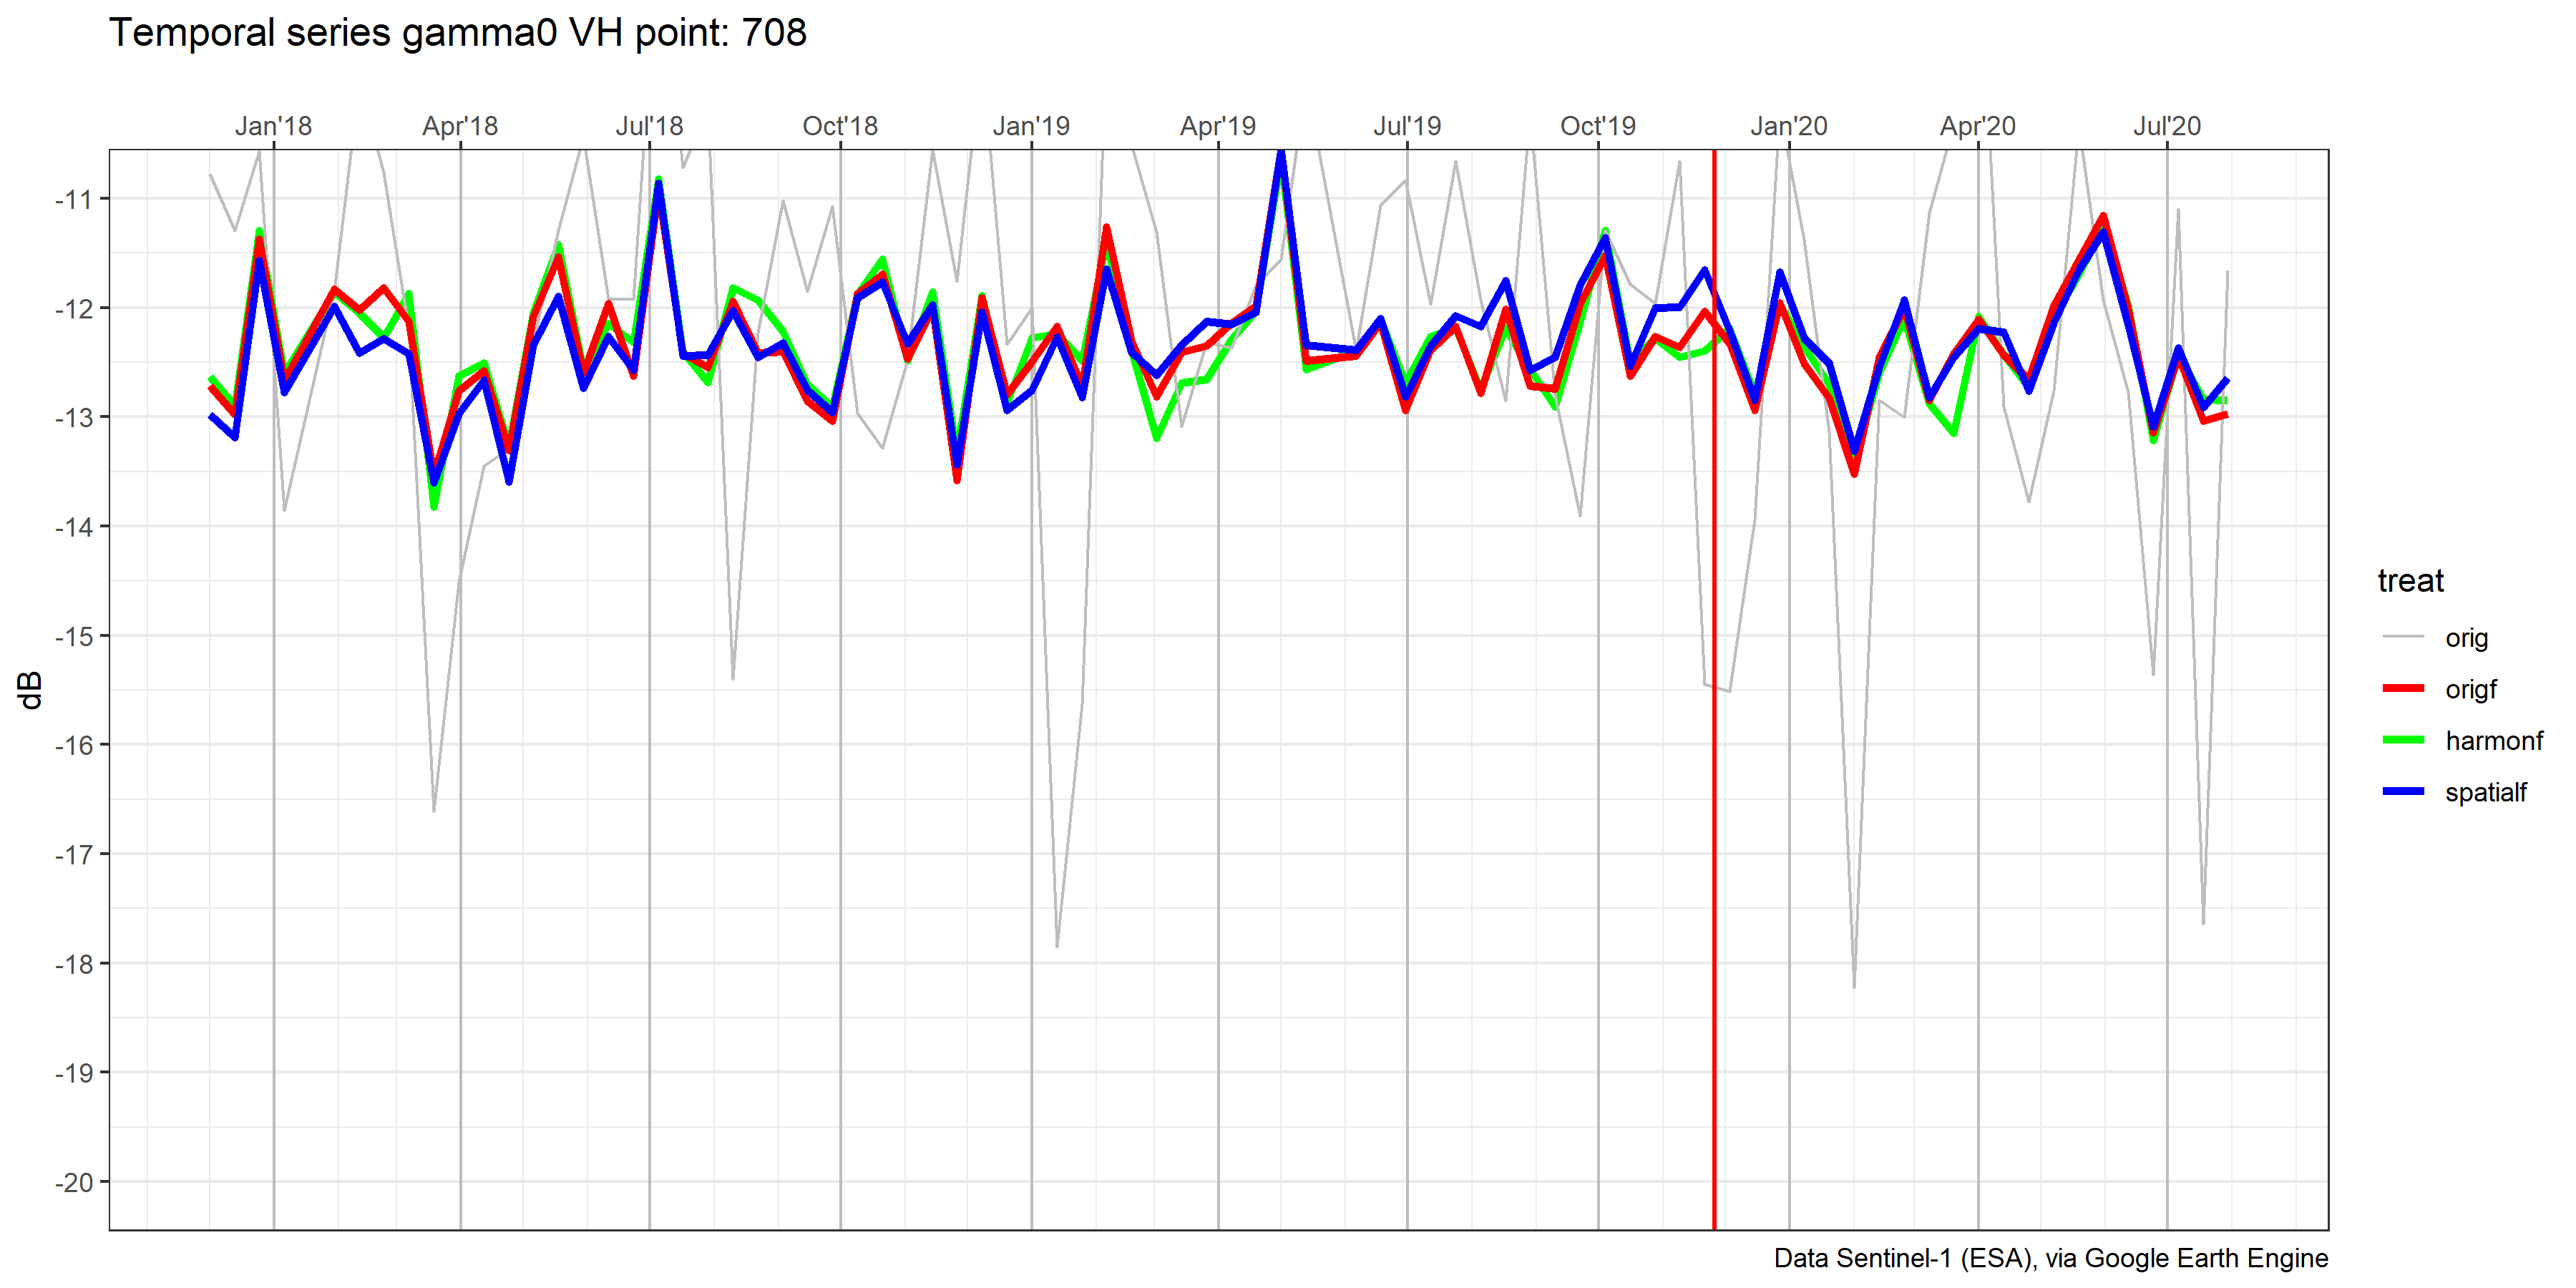 Temporal series gamma0 VH point: 708
Jan'18 Apr'18 Jul'18 Oct'18 Jan'19 Apr'19 Jul'19 Oct'19 Jan'20 Apr'20 Jul'20
-11
-12
-13
-14
-15
-16
-17
-18
-19
-20
dB
treat
orig
origf
harmonf
spatialf
Data Sentinel-1 (ESA), via Google Earth Engine